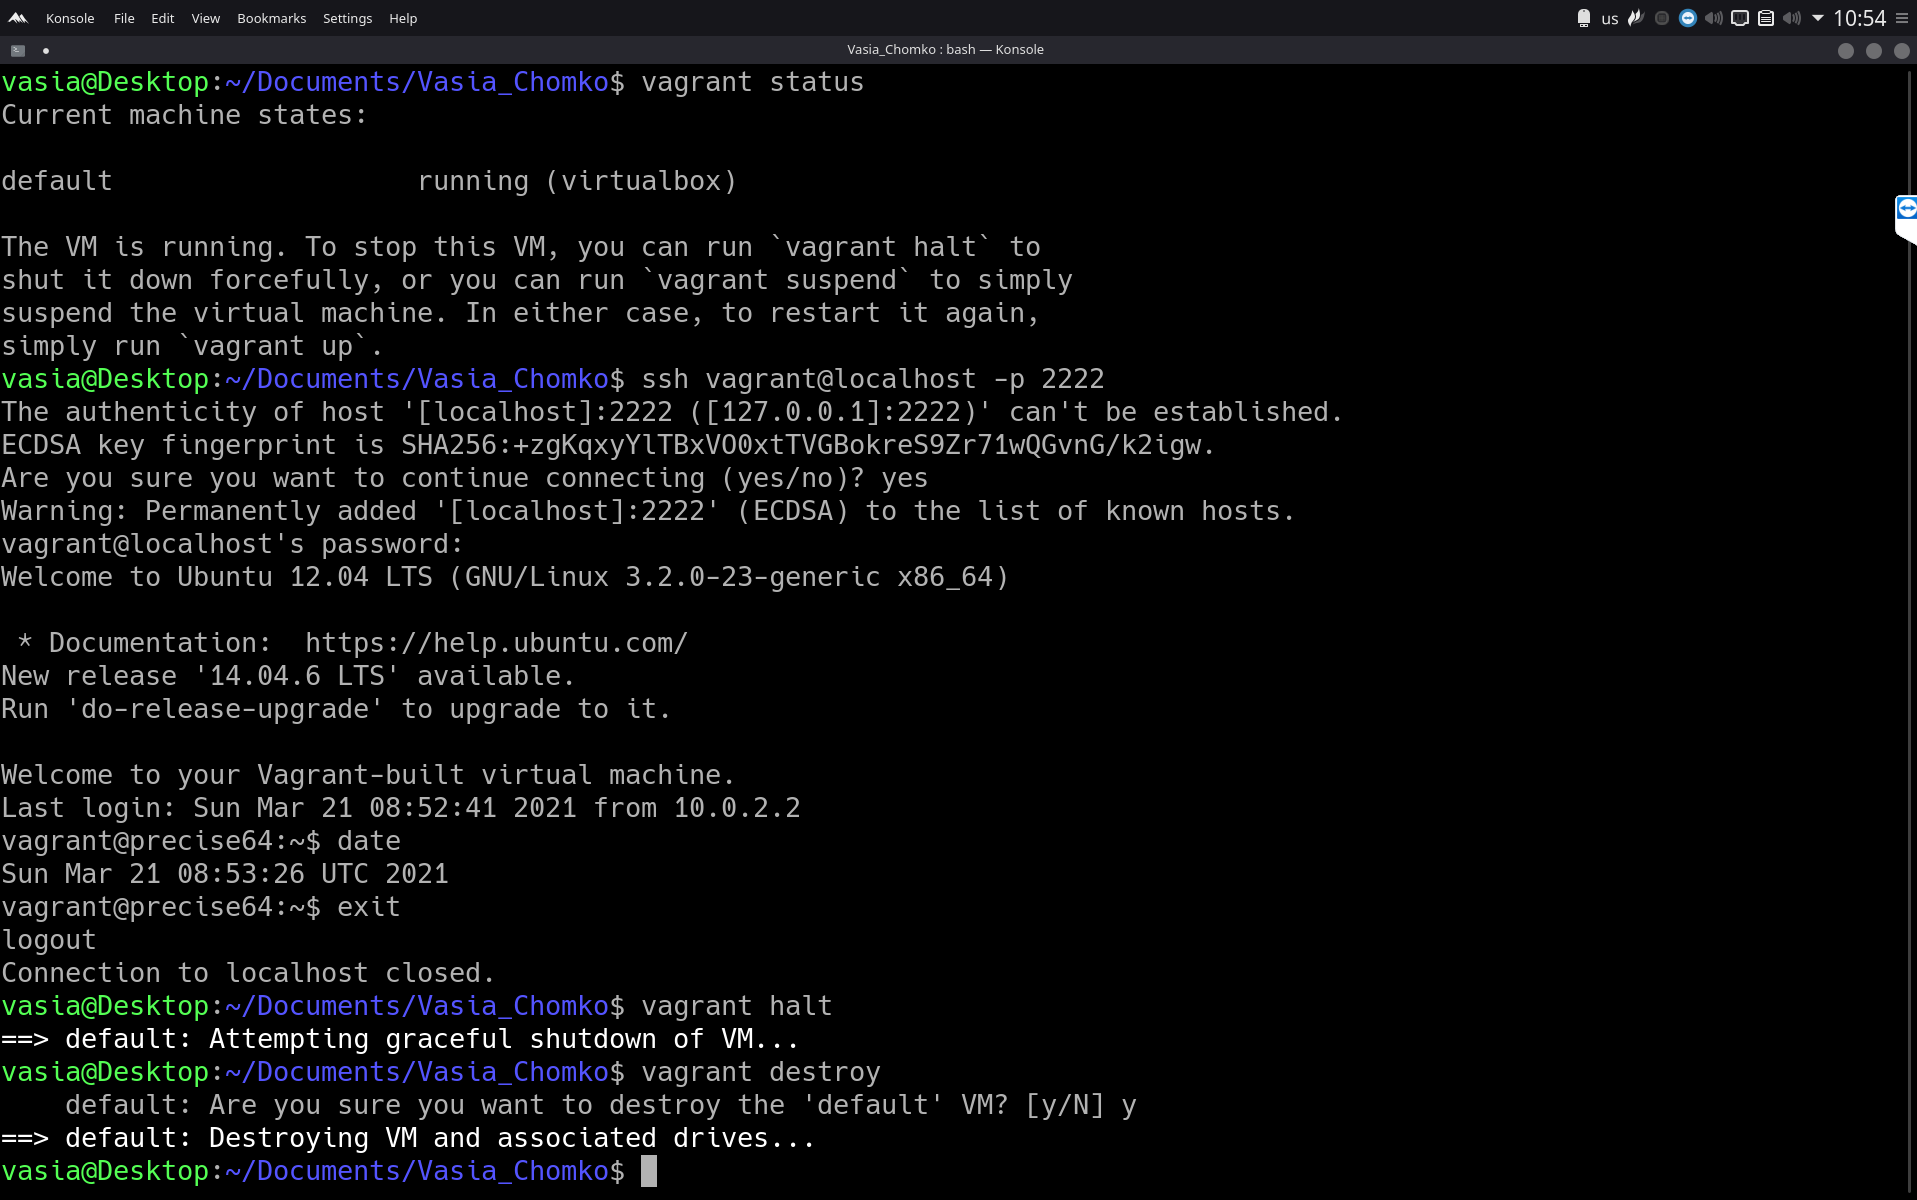 Konsole File Edit View Bookmarks Settings Help us 10:54
Vasia_Chomko : bash — Konsole
vasia@Desktop:~/Documents/Vasia_Chomko$ vagrant status
Current machine states:
default                   running (virtualbox)
The VM is running. To stop this VM, you can run `vagrant halt` to
shut it down forcefully, or you can run `vagrant suspend` to simply
suspend the virtual machine. In either case, to restart it again,
simply run `vagrant up`.
vasia@Desktop:~/Documents/Vasia_Chomko$ ssh vagrant@localhost -p 2222
The authenticity of host '[localhost]:2222 ([127.0.0.1]:2222)' can't be established.
ECDSA key fingerprint is SHA256:+zgKqxyYlTBxVO0xtTVGBokreS9Zr71wQGvnG/k2igw.
Are you sure you want to continue connecting (yes/no)? yes
Warning: Permanently added '[localhost]:2222' (ECDSA) to the list of known hosts.
vagrant@localhost's password:
Welcome to Ubuntu 12.04 LTS (GNU/Linux 3.2.0-23-generic x86_64)
 * Documentation:  https://help.ubuntu.com/
New release '14.04.6 LTS' available.
Run 'do-release-upgrade' to upgrade to it.
Welcome to your Vagrant-built virtual machine.
Last login: Sun Mar 21 08:52:41 2021 from 10.0.2.2
vagrant@precise64:~$ date
Sun Mar 21 08:53:26 UTC 2021
vagrant@precise64:~$ exit
logout
Connection to localhost closed.
vasia@Desktop:~/Documents/Vasia_Chomko$ vagrant halt
==> default: Attempting graceful shutdown of VM...
vasia@Desktop:~/Documents/Vasia_Chomko$ vagrant destroy
    default: Are you sure you want to destroy the 'default' VM? [y/N] y
==> default: Destroying VM and associated drives...
vasia@Desktop:~/Documents/Vasia_Chomko$